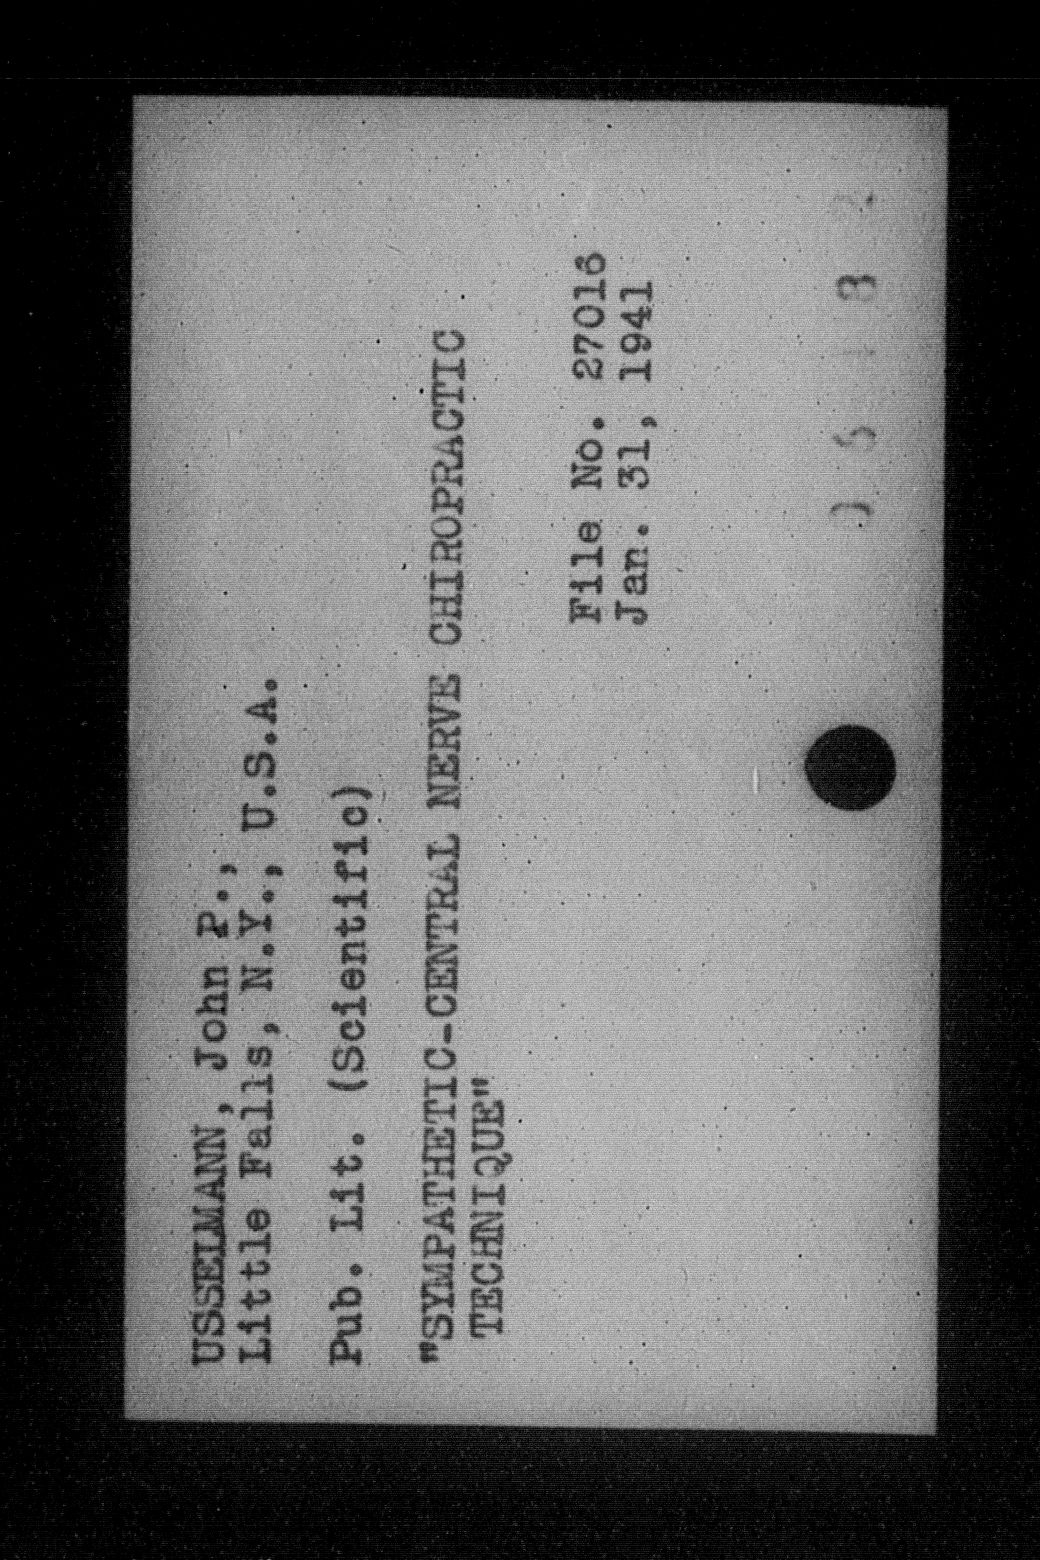 USSELMANN, John P.,
Little Falls, N.Y., U.S.A.
Pub. Lit. (Scientific)
"SYMPATHETIC-CENTRAL NERVE CHIROPRACTIC
TECHNIQUE"
File No. 27016
Jan. 31, 1941